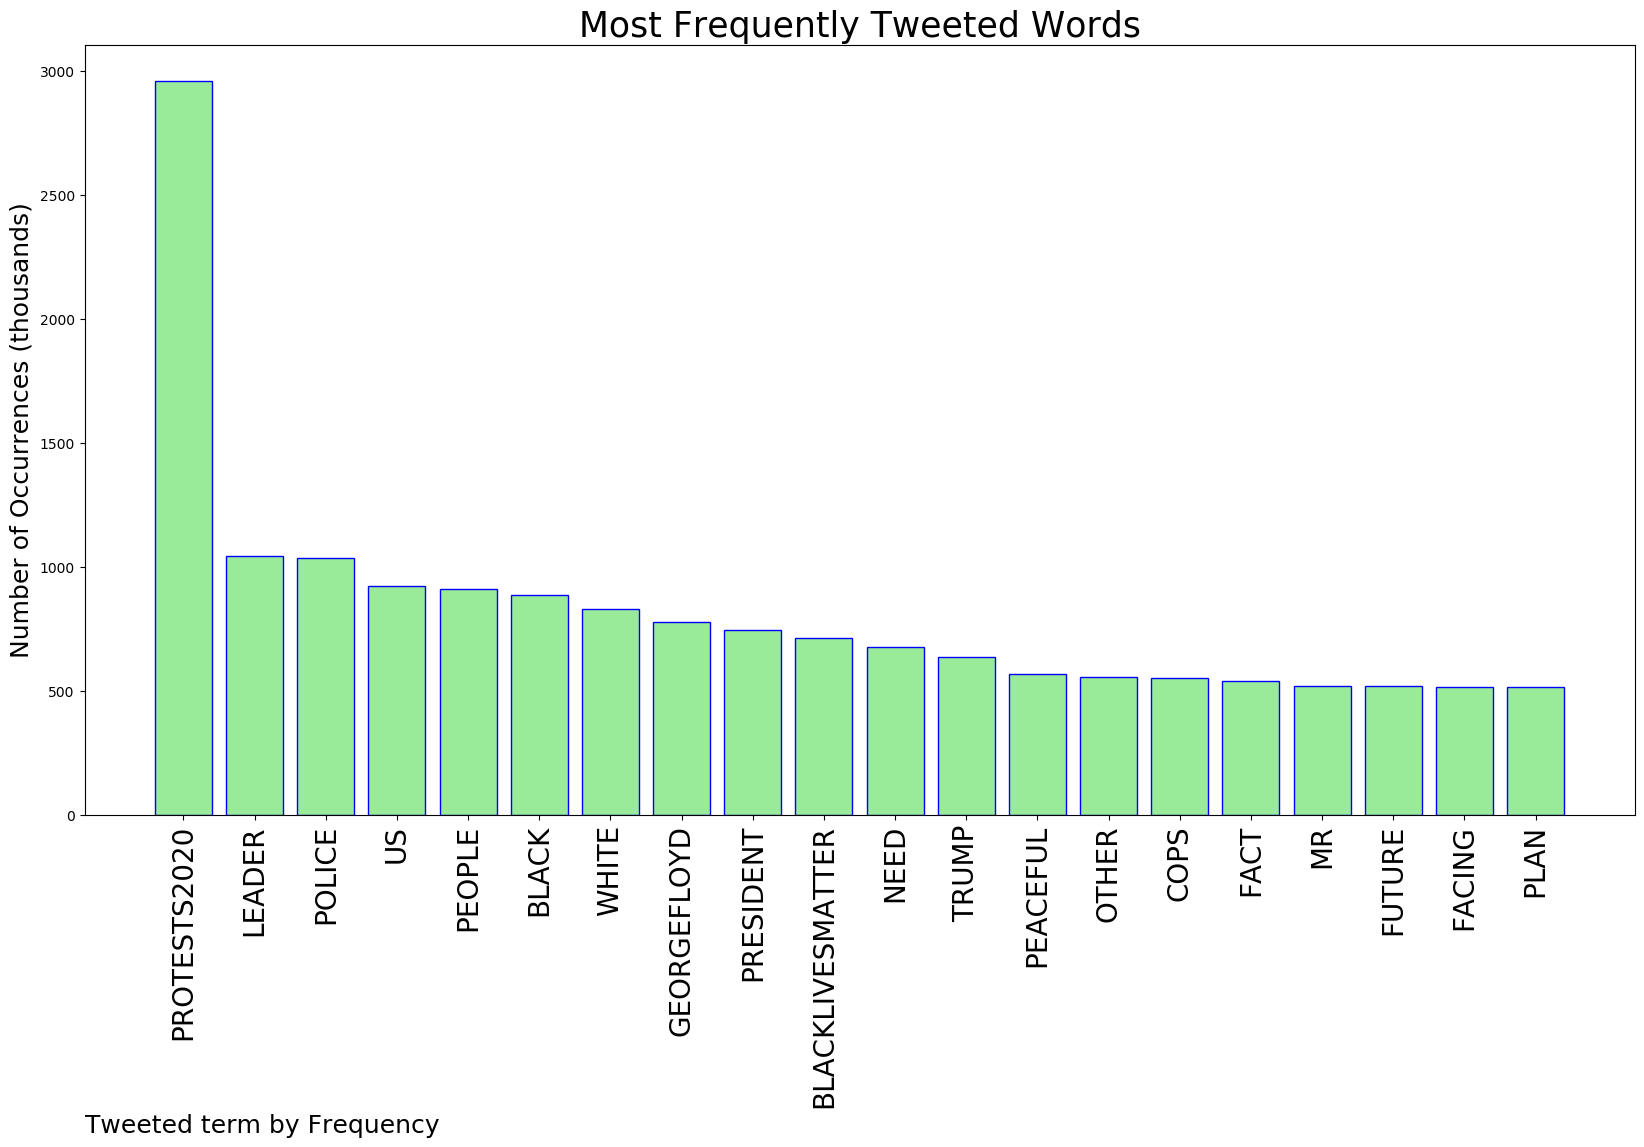 Most Frequently Tweeted Words
Number of Occurrences (thousands)
3000
2500
2000
1500
1000
500
0
PROTESTS2020
LEADER
POLICE
US
PEOPLE
BLACK
WHITE
GEORGEFLOYD
PRESIDENT
BLACKLIVESMATTER
NEED
TRUMP
PEACEFUL
OTHER
COPS
FACT
MR
FUTURE
FACING
PLAN
Tweeted term by Frequency